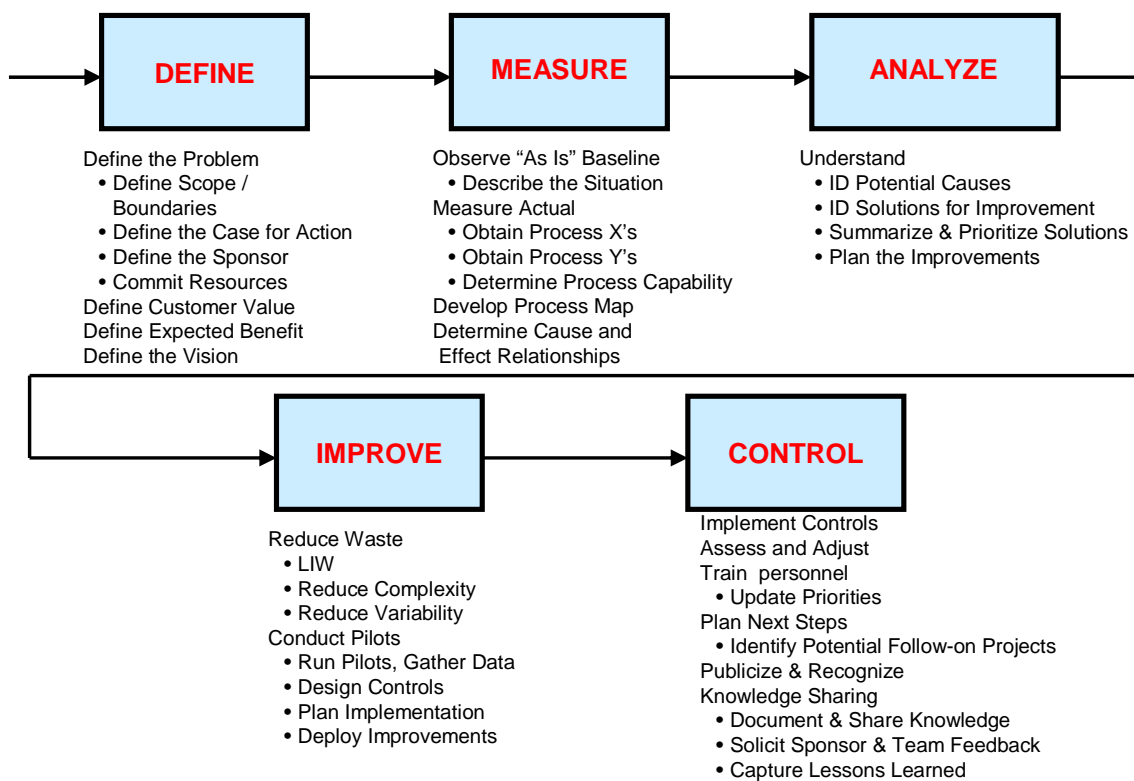 DEFINE
Define the Problem
• Define Scope /
Boundaries
• Define the Case for Action
• Define the Sponsor
• Commit Resources
Define Customer Value
Define Expected Benefit
Define the Vision
MEASURE
Observe “As Is” Baseline
• Describe the Situation
Measure Actual
• Obtain Process X's
• Obtain Process Y's
• Determine Process Capability
Develop Process Map
Determine Cause and
Effect Relationships
ANALYZE
Understand
• ID Potential Causes
• ID Solutions for Improvement
• Summarize & Prioritize Solutions
• Plan the Improvements
IMPROVE
Reduce Waste
• LIW
• Reduce Complexity
• Reduce Variability
Conduct Pilots
• Run Pilots, Gather Data
• Design Controls
• Plan Implementation
• Deploy Improvements
CONTROL
Implement Controls
Assess and Adjust
Train personnel
• Update Priorities
Plan Next Steps
• Identify Potential Follow-on Projects
Publicize & Recognize
Knowledge Sharing
• Document & Share Knowledge
• Solicit Sponsor & Team Feedback
• Capture Lessons Learned